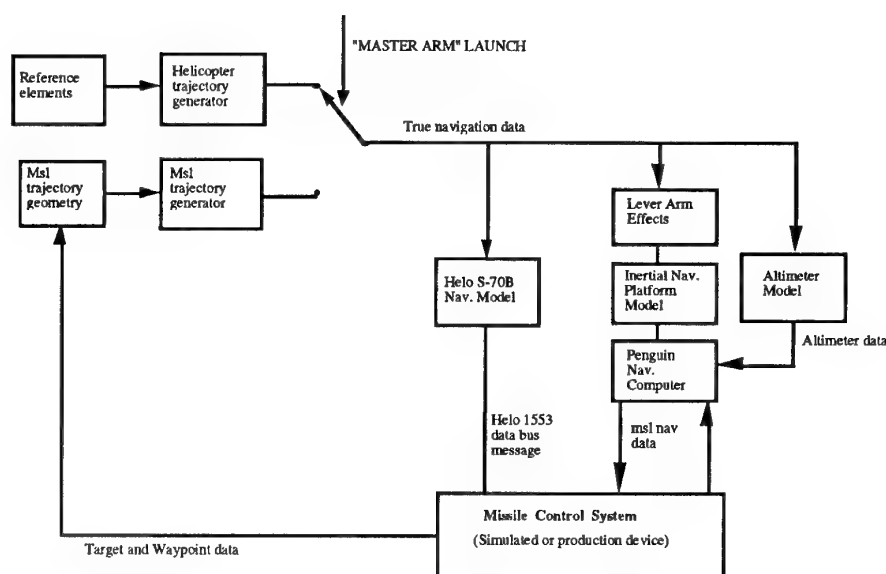 "MASTER ARM" LAUNCH
Reference
elements
Helicopter
trajectory
generator
True navigation data
Msl
trajectory
geometry
Msl
trajectory
generator
Lever Arm
Effects
Helo S-70B
Nav. Model
Inertial Nav.
Platform
Model
Altimeter
Model
Altimeter data
Penguin
Nav.
Computer
Helo 1553
data bus
message
msl nav
data
Missile Control System
(Simulated or production device)
Target and Waypoint data